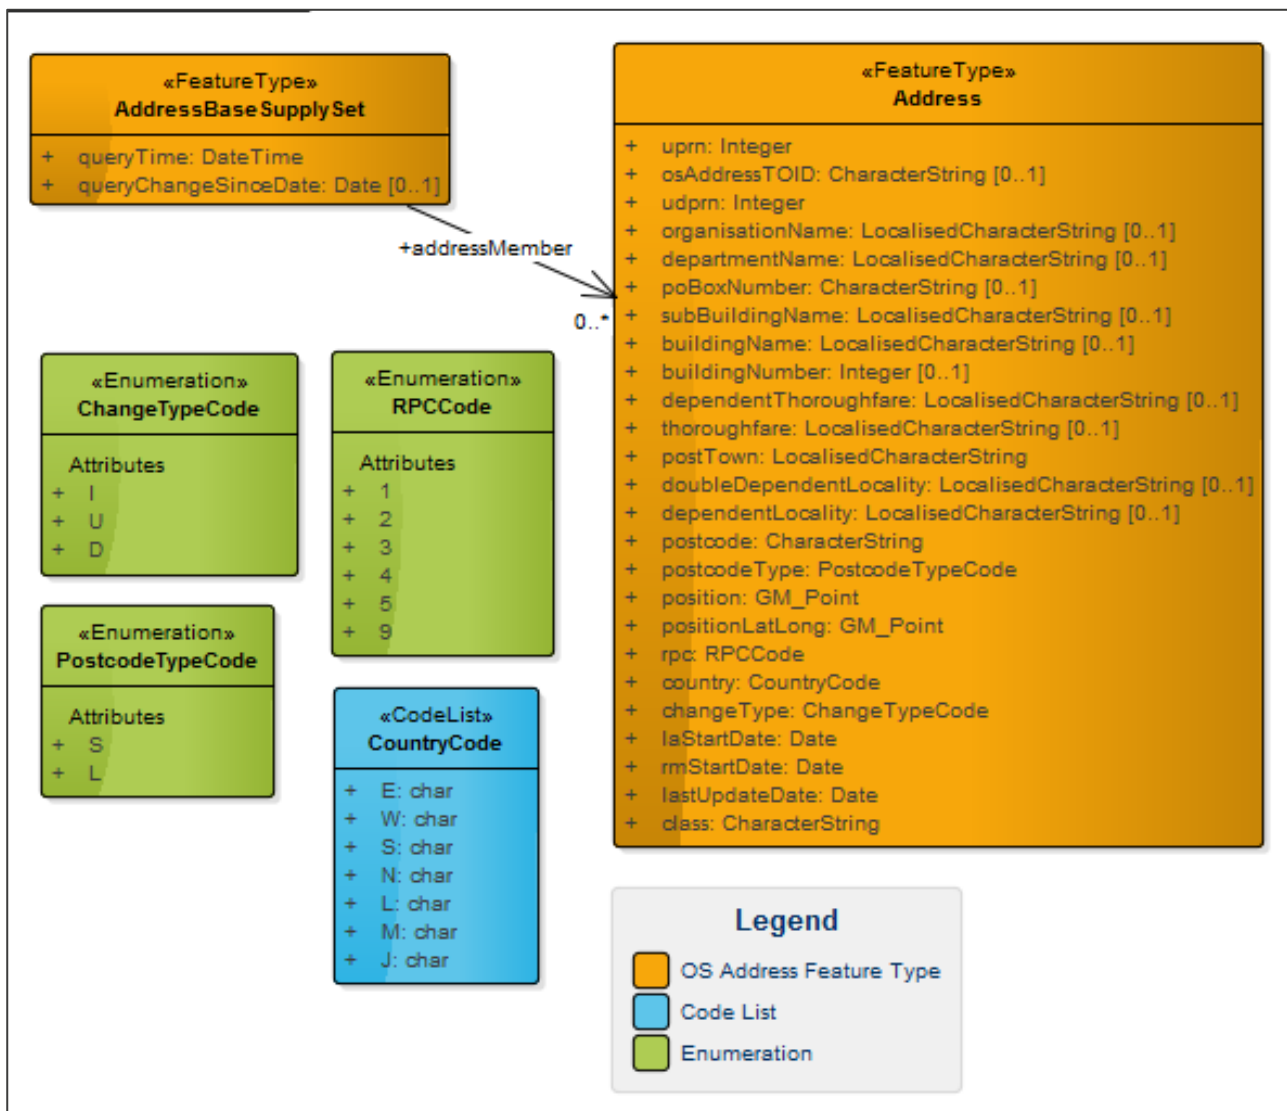 «FeatureType»
AddressBaseSupplySet
+ queryTime: DateTime
+ queryChangeSinceDate: Date [0..1]
+addressMember
0..*
«FeatureType»
Address
+ uprn: Integer
+ osAddressTOID: CharacterString [0..1]
+ udprn: Integer
+ organisationName: LocalisedCharacterString [0..1]
+ departmentName: LocalisedCharacterString [0..1]
+ poBoxNumber: CharacterString [0..1]
+ subBuildingName: LocalisedCharacterString [0..1]
+ buildingName: LocalisedCharacterString [0..1]
+ buildingNumber: Integer [0..1]
+ dependentThoroughfare: LocalisedCharacterString [0..1]
+ thoroughfare: LocalisedCharacterString [0..1]
+ postTown: LocalisedCharacterString
+ doubleDependentLocality: LocalisedCharacterString [0..1]
+ dependentLocality: LocalisedCharacterString [0..1]
+ postcode: CharacterString
+ postcodeType: PostcodeTypeCode
+ position: GM_Point
+ positionLatLong: GM_Point
+ rpc: RPCCode
+ country: CountryCode
+ changeType: ChangeTypeCode
+ laStartDate: Date
+ rmStartDate: Date
+ lastUpdateDate: Date
+ class: CharacterString
«Enumeration»
ChangeTypeCode
Attributes
+ I
+ U
+ D
«Enumeration»
RPCCode
Attributes
+ 1
+ 2
+ 3
+ 4
+ 5
+ 9
«Enumeration»
PostcodeTypeCode
Attributes
+ S
+ L
«CodeList»
CountryCode
+ E: char
+ W: char
+ S: char
+ N: char
+ L: char
+ M: char
+ J: char
Legend
OS Address Feature Type
Code List
Enumeration